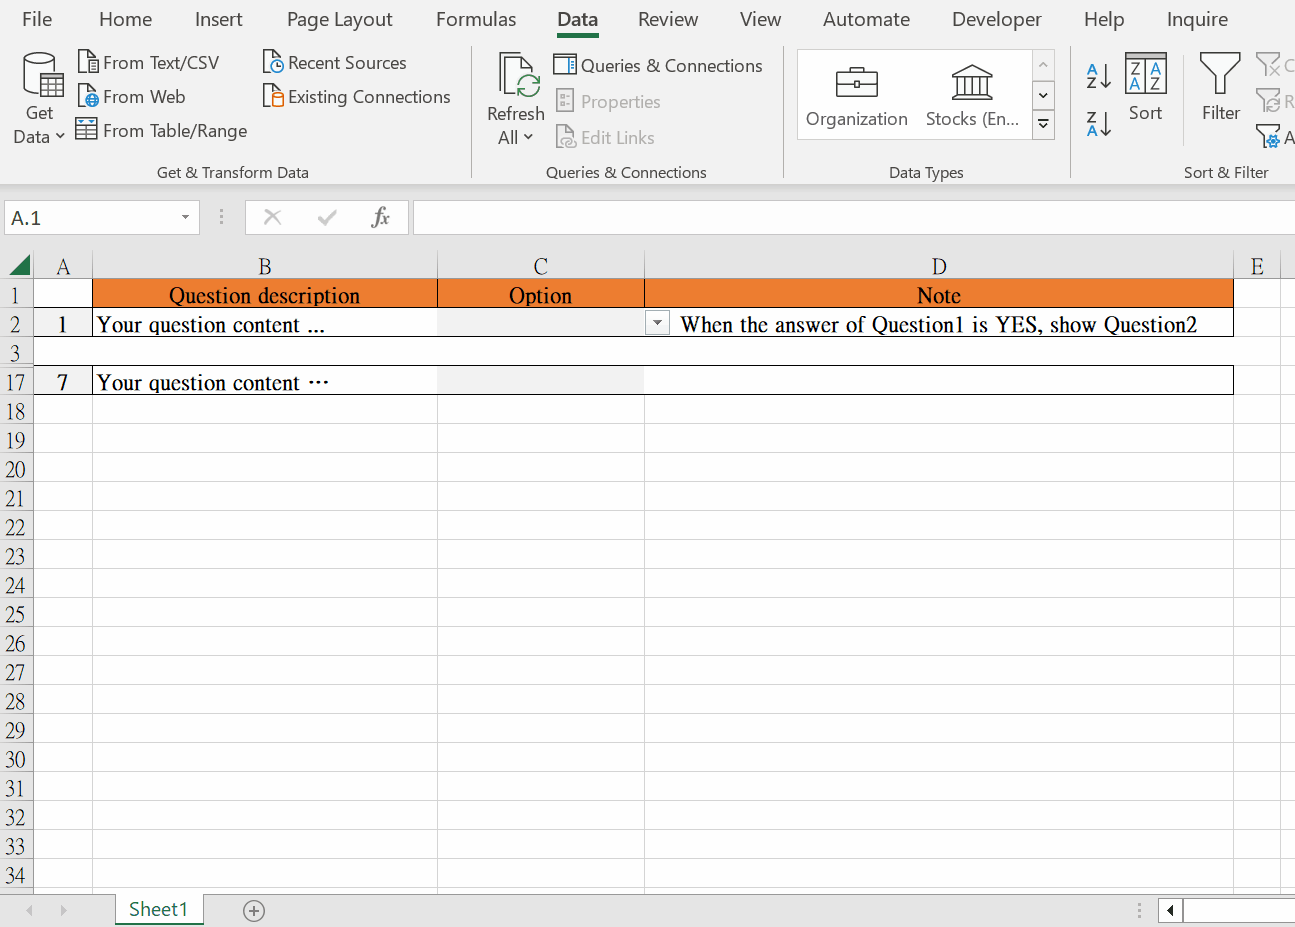 File Home Insert Page Layout Formulas Data Review View Automate Developer Help Inquire
Get Data
From Text/CSV
From Web
From Table/Range
Recent Sources
Existing Connections
Get & Transform Data
Refresh All
Queries & Connections
Properties
Edit Links
Queries & Connections
Organization
Stocks (En...
Data Types
A Z
Z A
Z A A Z
Sort
Filter
C
R
A
Sort & Filter
A.1
fx
A B C D E
1 Question description Option Note
2 1 Your question content ... When the answer of Question1 is YES, show Question2
3
17 7 Your question content ⋯
18
19
20
21
22
23
24
25
26
27
28
29
30
31
32
33
34
Sheet1